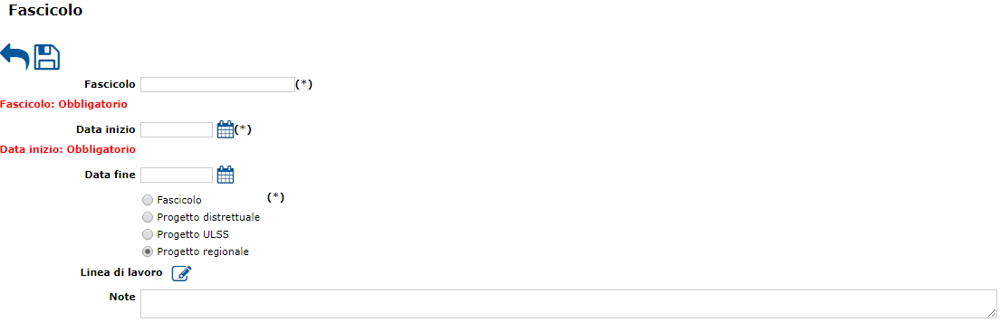 Fascicolo
Fascicolo (*)
Fascicolo: Obbligatorio
Data inizio (*)
Data inizio: Obbligatorio
Data fine
Fascicolo (*)
Progetto distrettuale
Progetto ULSS
Progetto regionale
Linea di lavoro
Note